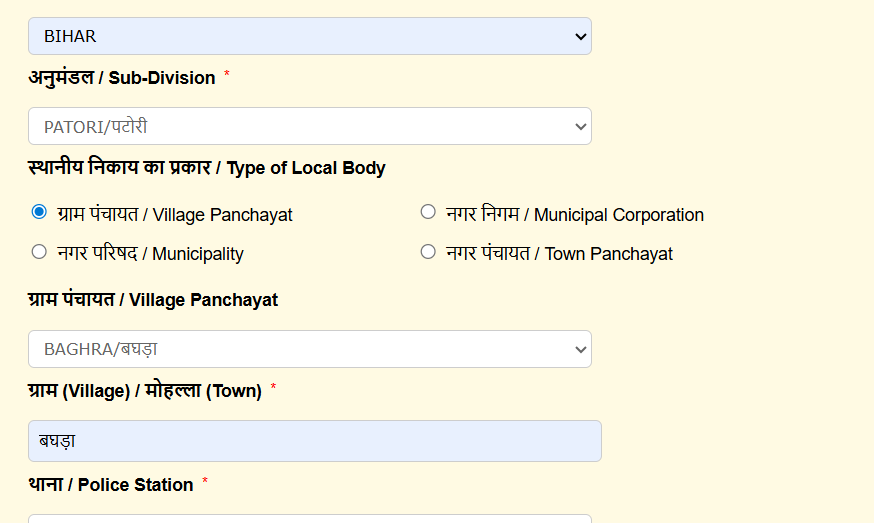 BIHAR
अनुमंडल / Sub-Division *
PATORI/पटोरी
स्थानीय निकाय का प्रकार / Type of Local Body
ग्राम पंचायत / Village Panchayat नगर निगम / Municipal Corporation
नगर परिषद / Municipality नगर पंचायत / Town Panchayat
ग्राम पंचायत / Village Panchayat
BAGHRA/बघड़ा
ग्राम (Village) / मोहल्ला (Town) *
बघड़ा
थाना / Police Station *